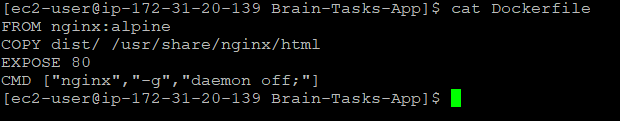 [ec2-user@ip-172-31-20-139 Brain-Tasks-App]$ cat Dockerfile
FROM nginx:alpine
COPY dist/ /usr/share/nginx/html
EXPOSE 80
CMD ["nginx","-g","daemon off;"]
[ec2-user@ip-172-31-20-139 Brain-Tasks-App]$